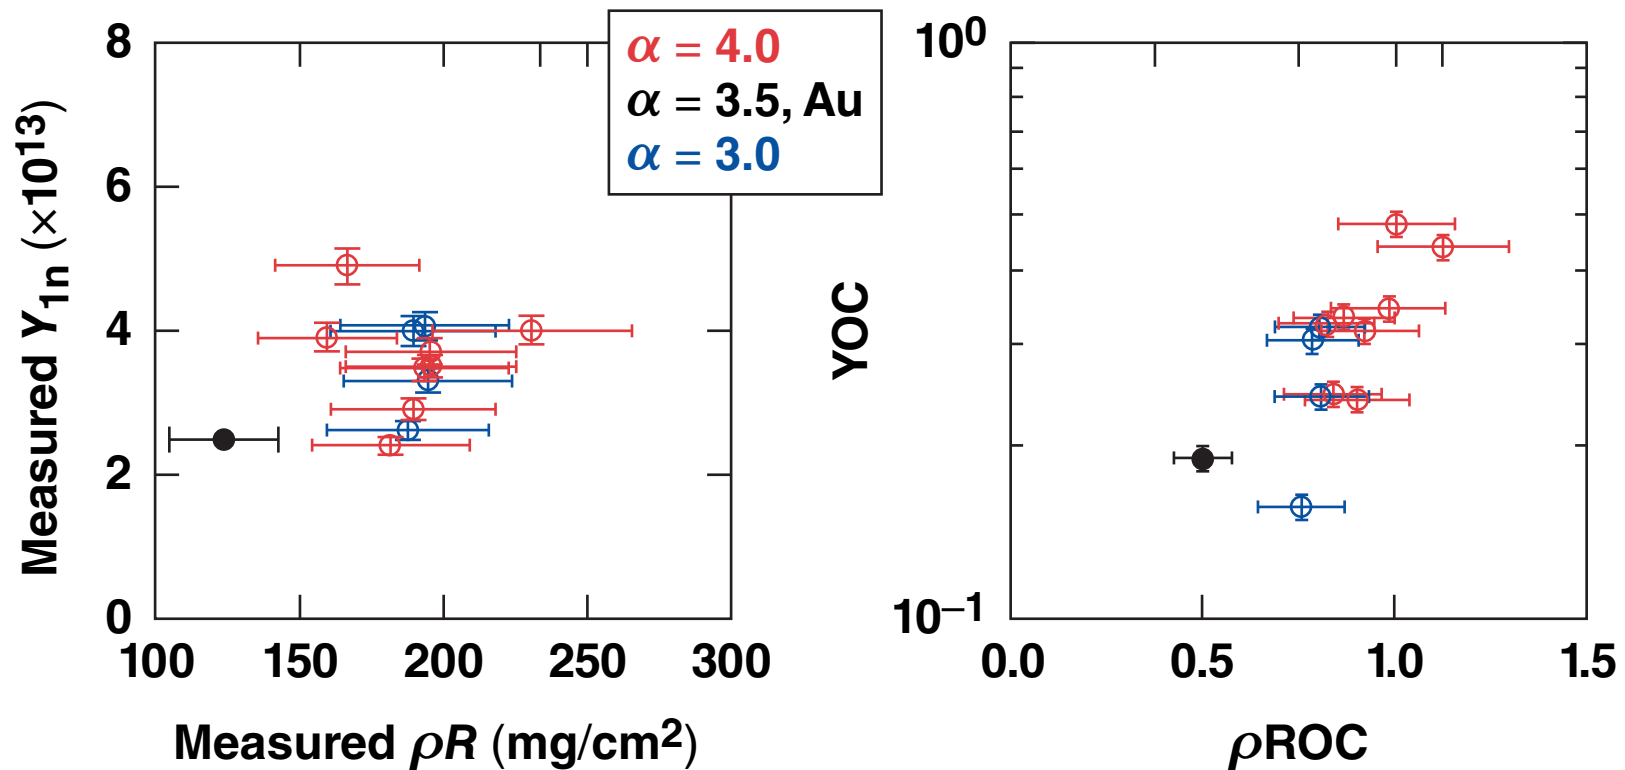 α = 4.0
α = 3.5, Au
α = 3.0
Measured Y1n (×10^13)
8
6
4
2
0
100 150 200 250 300
Measured ρR (mg/cm²)
YOC
10^0
10^–1
0.0 0.5 1.0 1.5
ρROC